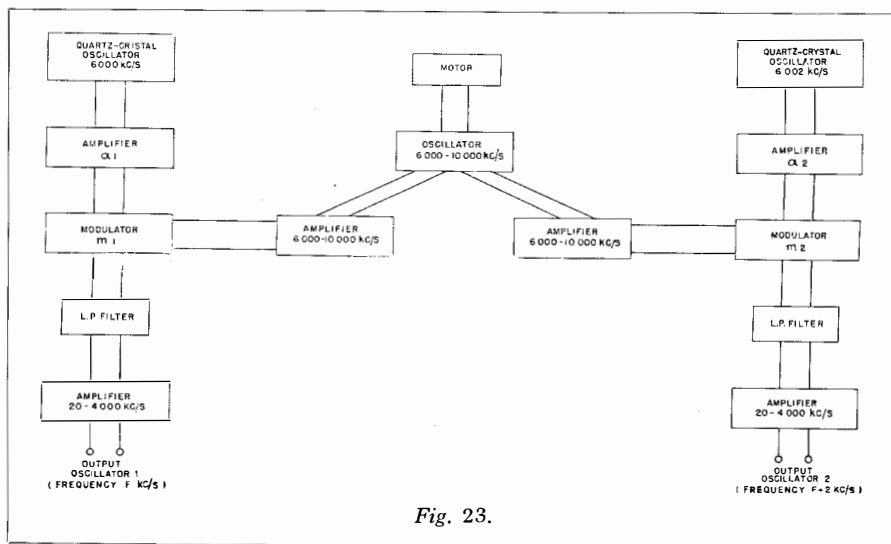 QUARTZ-CRISTAL
OSCILLATOR
6000 KC/S
AMPLIFIER
a 1
MODULATOR
m 1
L.P FILTER
AMPLIFIER
20-4000 KC/S
OUTPUT
OSCILLATOR 1
(FREQUENCY F KC/S)
MOTOR
OSCILLATOR
6 000-10 000 KC/S
AMPLIFIER
6 000-10 000 KC/S
AMPLIFIER
6 000-10 000 KC/S
QUARTZ-CRYSTAL
OSCILLATOR
6 002 KC/S
AMPLIFIER
a 2
MODULATOR
m 2
L.P. FILTER
AMPLIFIER
20-4 000 KC/S
OUTPUT
OSCILLATOR 2
(FREQUENCY F+2 KC/S)
Fig. 23.